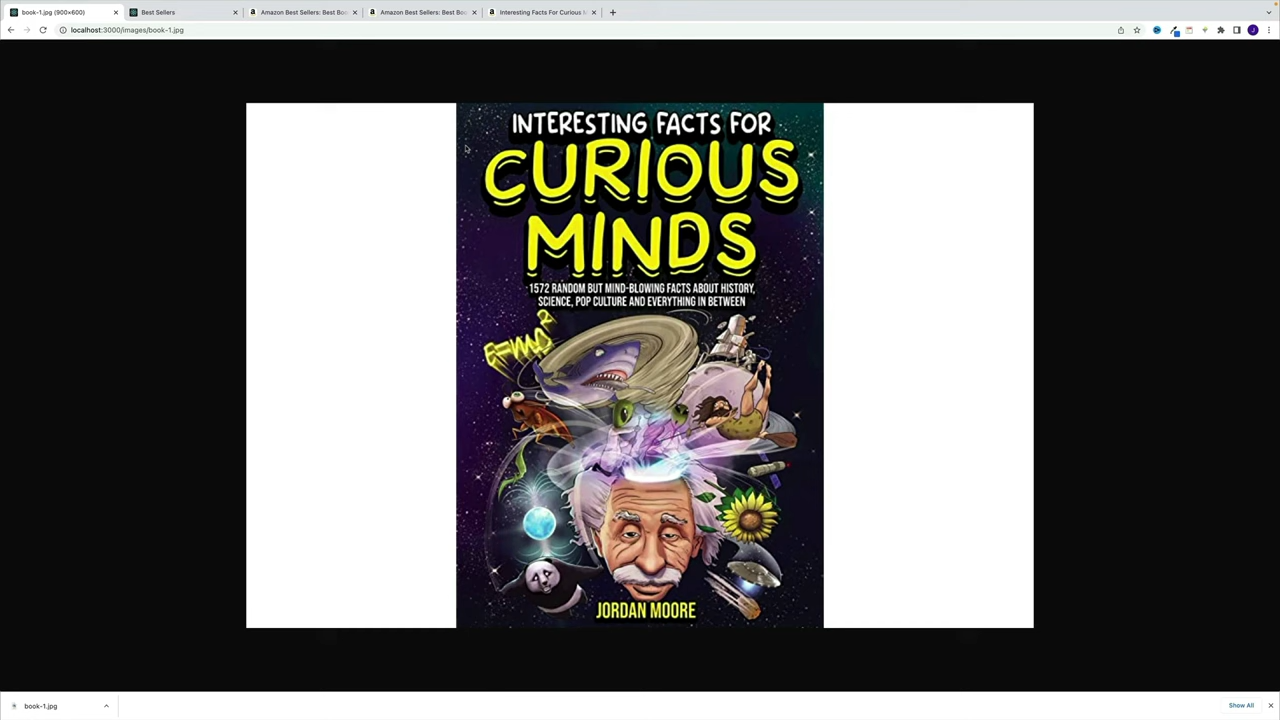 book-1.jpg (900×600)
Best Sellers
Amazon Best Sellers: Best Boo
Amazon Best Sellers: Best Boo
Interesting Facts For Curious M
localhost:3000/images/book-1.jpg
J
INTERESTING FACTS FOR
CURIOUS
MINDS
1572 RANDOM BUT MIND-BLOWING FACTS ABOUT HISTORY,
SCIENCE, POP CULTURE AND EVERYTHING IN BETWEEN
E=MC²
JORDAN MOORE
book-1.jpg
Show All